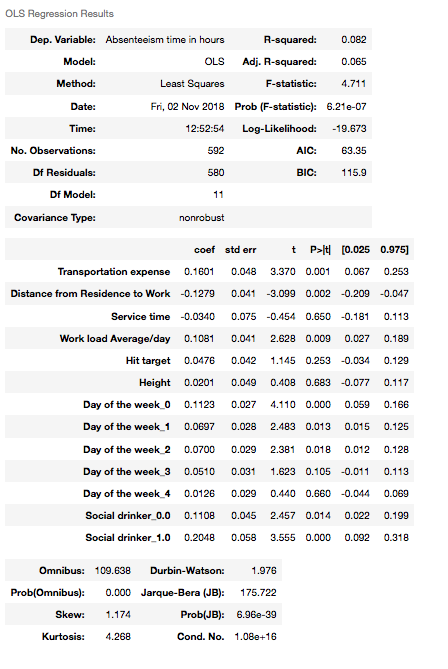 OLS Regression Results
Dep. Variable: Absenteeism time in hours R-squared: 0.082
Model: OLS Adj. R-squared: 0.065
Method: Least Squares F-statistic: 4.711
Date: Fri, 02 Nov 2018 Prob (F-statistic): 6.21e-07
Time: 12:52:54 Log-Likelihood: -19.673
No. Observations: 592 AIC: 63.35
Df Residuals: 580 BIC: 115.9
Df Model: 11
Covariance Type: nonrobust
coef std err t P>|t| [0.025 0.975]
Transportation expense 0.1601 0.048 3.370 0.001 0.067 0.253
Distance from Residence to Work -0.1279 0.041 -3.099 0.002 -0.209 -0.047
Service time -0.0340 0.075 -0.454 0.650 -0.181 0.113
Work load Average/day 0.1081 0.041 2.628 0.009 0.027 0.189
Hit target 0.0476 0.042 1.145 0.253 -0.034 0.129
Height 0.0201 0.049 0.408 0.683 -0.077 0.117
Day of the week_0 0.1123 0.027 4.110 0.000 0.059 0.166
Day of the week_1 0.0697 0.028 2.483 0.013 0.015 0.125
Day of the week_2 0.0700 0.029 2.381 0.018 0.012 0.128
Day of the week_3 0.0510 0.031 1.623 0.105 -0.011 0.113
Day of the week_4 0.0126 0.029 0.440 0.660 -0.044 0.069
Social drinker_0.0 0.1108 0.045 2.457 0.014 0.022 0.199
Social drinker_1.0 0.2048 0.058 3.555 0.000 0.092 0.318
Omnibus: 109.638 Durbin-Watson: 1.976
Prob(Omnibus): 0.000 Jarque-Bera (JB): 175.722
Skew: 1.174 Prob(JB): 6.96e-39
Kurtosis: 4.268 Cond. No. 1.08e+16